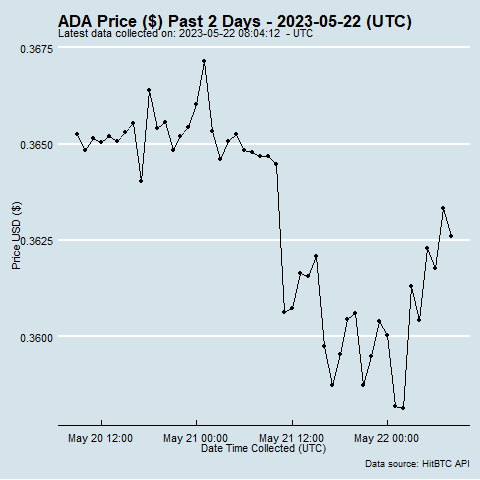 ADA Price ($) Past 2 Days - 2023-05-22 (UTC)
Latest data collected on: 2023-05-22 08:04:12 - UTC
0.3675
0.3650
0.3625
0.3600
Price USD ($)
May 20 12:00 May 21 00:00 May 21 12:00 May 22 00:00
Date Time Collected (UTC)
Data source: HitBTC API